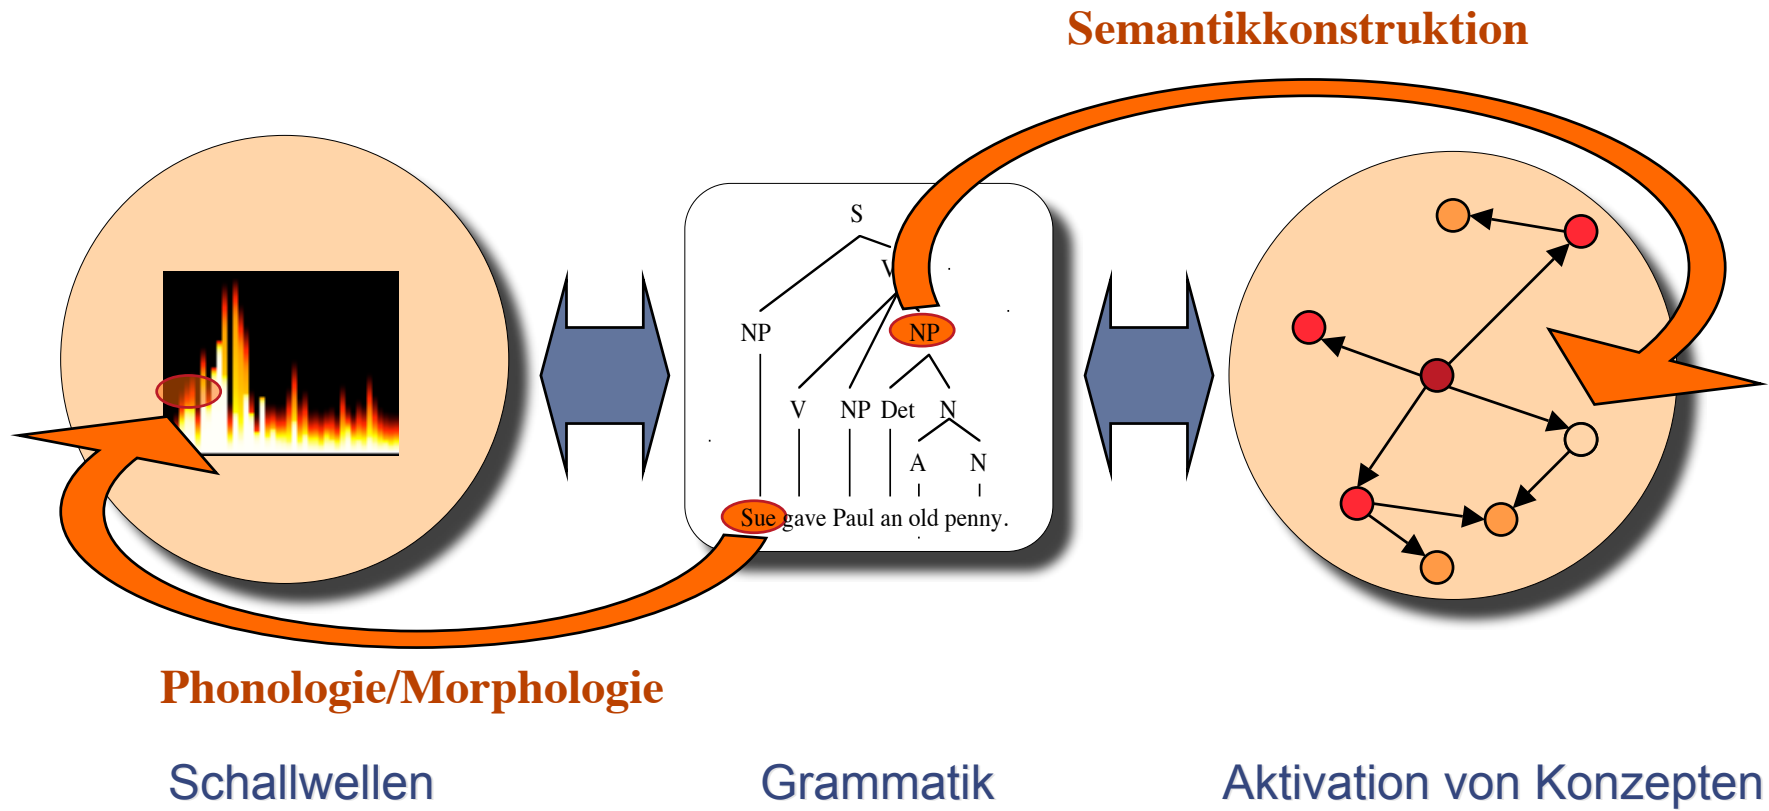 Semantikkonstruktion
S
V
NP
NP
V NP Det N
A N
Sue gave Paul an old penny.
Phonologie/Morphologie
Schallwellen
Grammatik
Aktivation von Konzepten